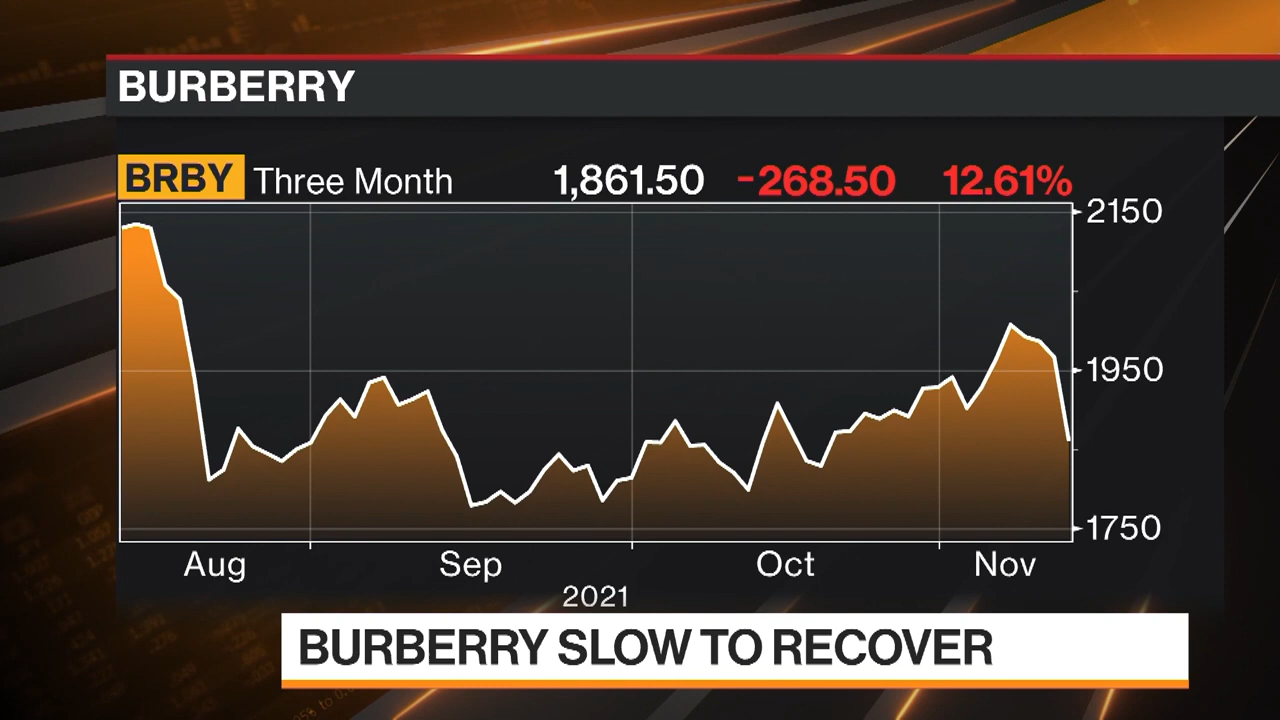 BURBERRY
BRBY Three Month 1,861.50 -268.50 12.61%
2150
1950
1750
Aug Sep Oct Nov
2021
BURBERRY SLOW TO RECOVER